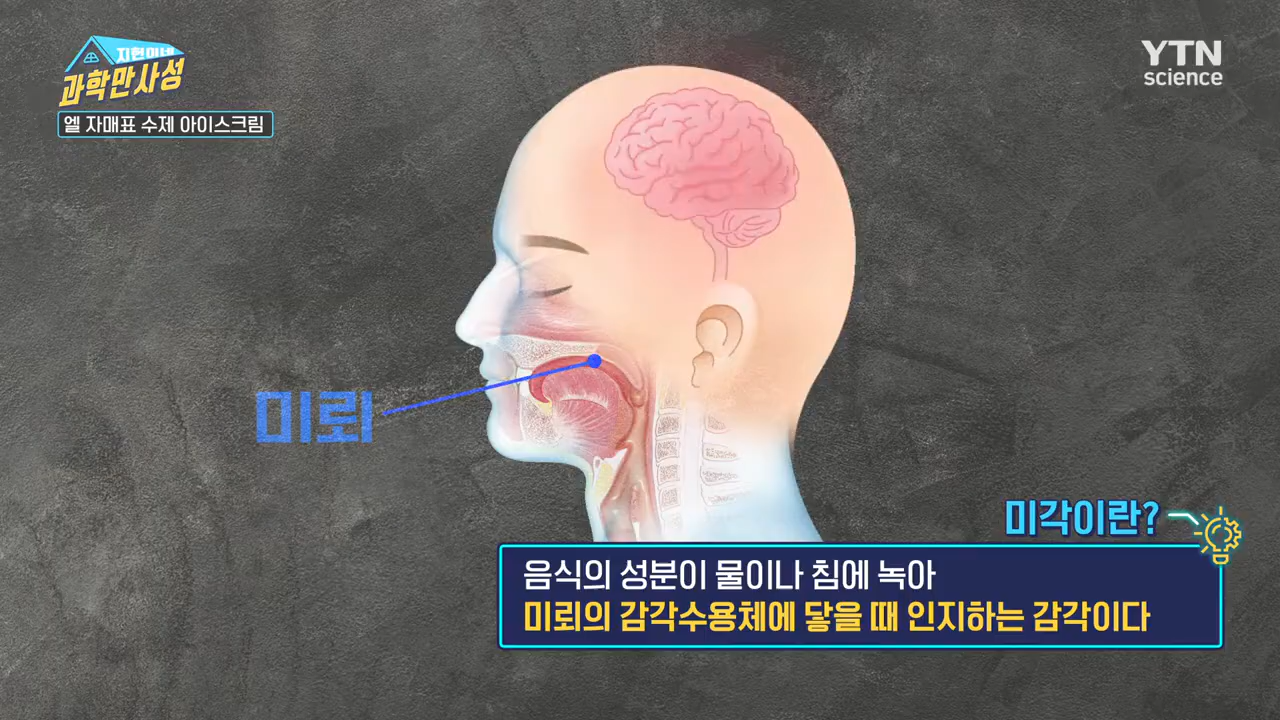 지헌이네
과학만사성
엘 자매표 수제 아이스크림
YTN
science
미뢰
미각이란?
음식의 성분이 물이나 침에 녹아
미뢰의 감각수용체에 닿을 때 인지하는 감각이다